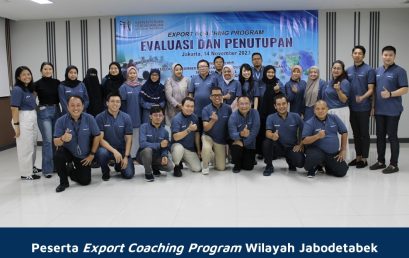 EXPORT COACHING PROGRAM
EVALUASI DAN PENUTUPAN
Jakarta, 14 November 2023
Peserta Export Coaching Program Wilayah Jabodetabek